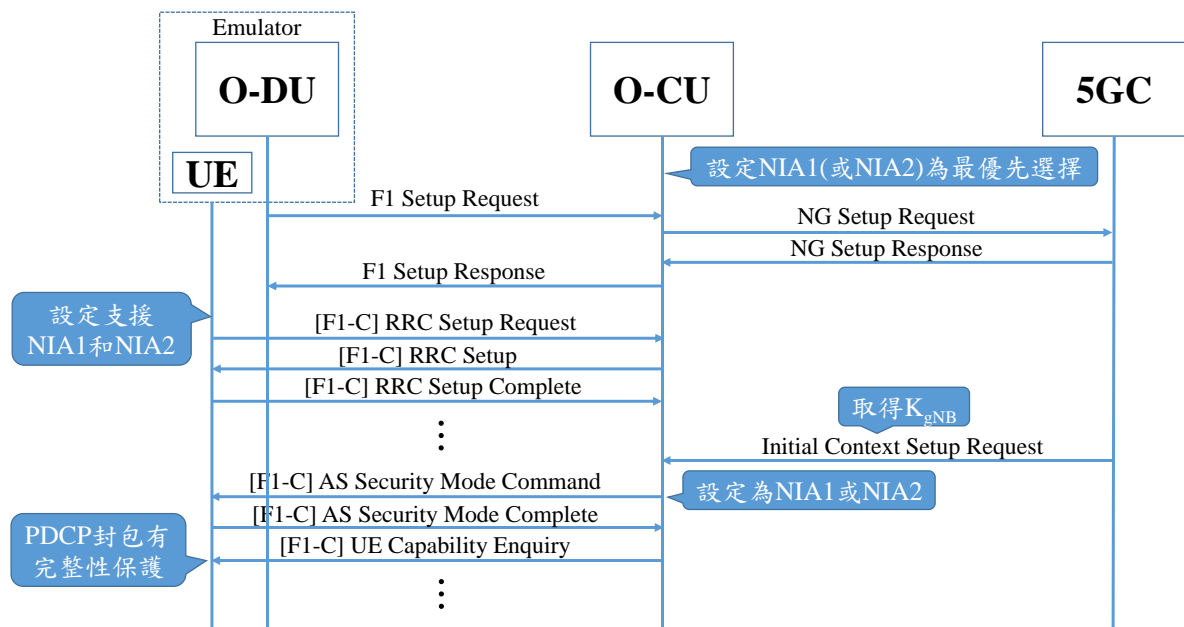 Emulator
O-DU
O-CU
5GC
UE
設定NIA1(或NIA2)為最優先選擇
F1 Setup Request
NG Setup Request
NG Setup Response
F1 Setup Response
設定支援
NIA1和NIA2
[F1-C] RRC Setup Request
[F1-C] RRC Setup
[F1-C] RRC Setup Complete
⋮
取得KgNB
Initial Context Setup Request
[F1-C] AS Security Mode Command
設定為NIA1或NIA2
[F1-C] AS Security Mode Complete
PDCP封包有
完整性保護
[F1-C] UE Capability Enquiry
⋮